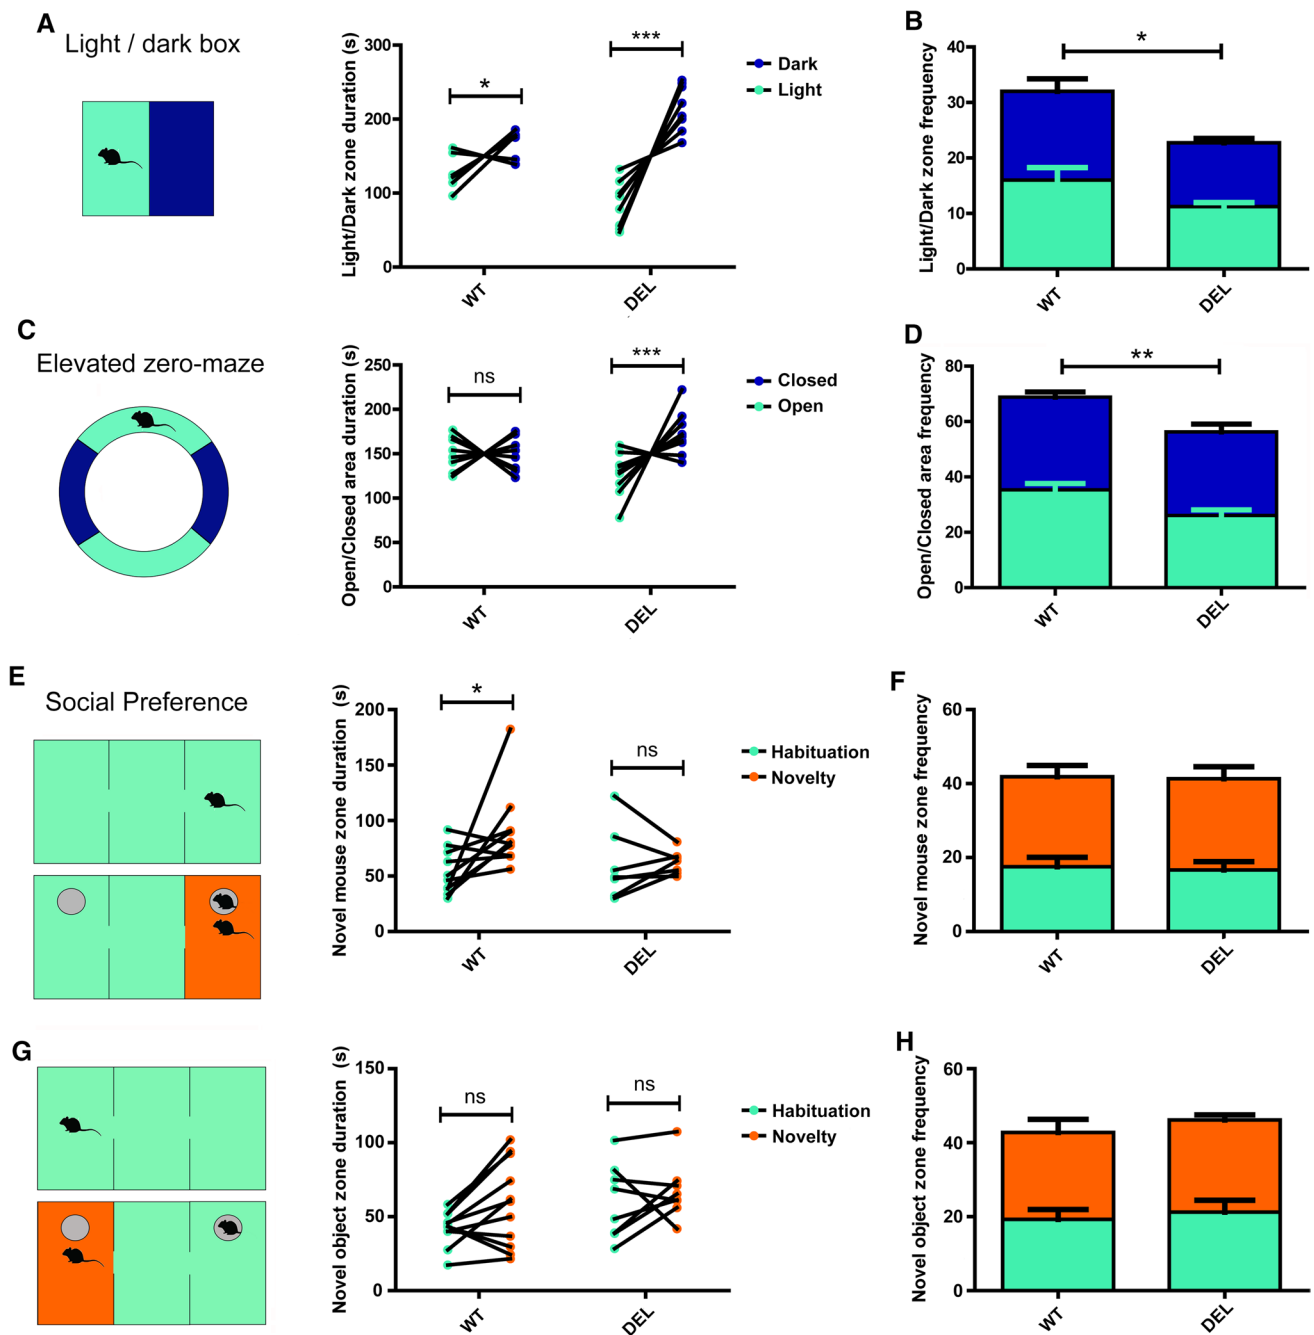 A
Light / dark box
Light/Dark zone duration (s)
300
200
100
0
*
***
WT
DEL
Dark
Light
B
Light/Dark zone frequency
40
30
20
10
0
*
WT
DEL
C
Elevated zero-maze
Open/Closed area duration (s)
250
200
150
100
50
0
ns
***
WT
DEL
Closed
Open
D
Open/Closed area frequency
80
60
40
20
0
**
WT
DEL
E
Social Preference
Novel mouse zone duration (s)
200
150
100
50
0
*
ns
WT
DEL
Habituation
Novelty
F
Novel mouse zone frequency
60
40
20
0
WT
DEL
G
Novel object zone duration (s)
150
100
50
0
ns
ns
WT
DEL
Habituation
Novelty
H
Novel object zone frequency
60
40
20
0
WT
DEL